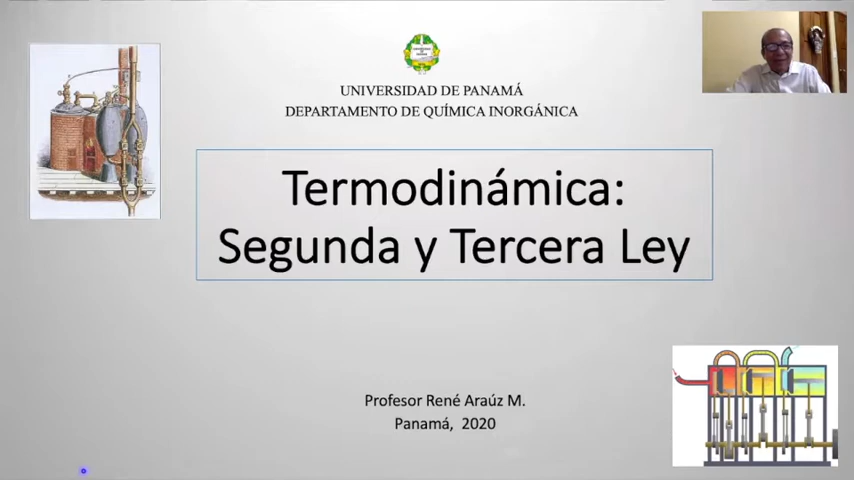 UNIVERSIDAD DE PANAMÁ
DEPARTAMENTO DE QUÍMICA INORGÁNICA
Termodinámica:
Segunda y Tercera Ley
Profesor René Araúz M.
Panamá, 2020